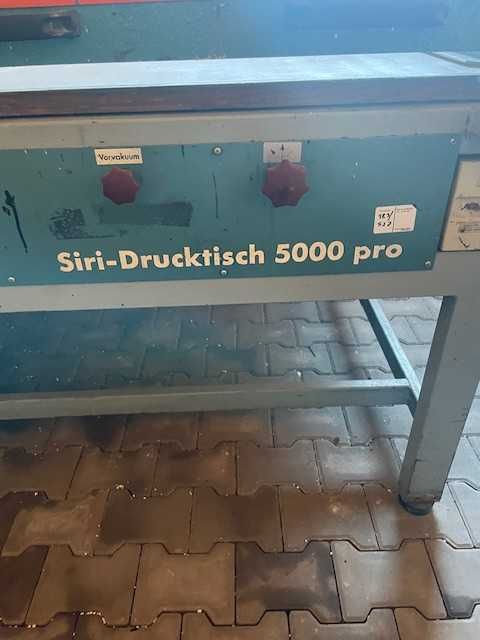 Vorvakuum
Siri-Drucktisch 5000 pro